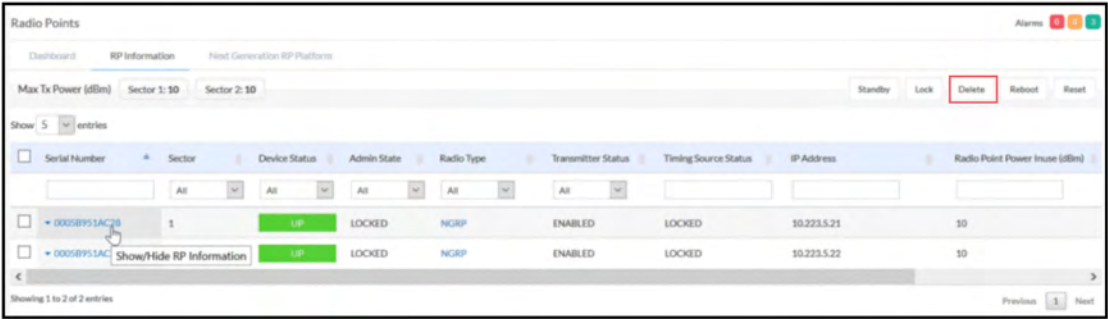 Radio Points
Alarms 0 0 3
Dashboard RP Information Next Generation RP Platform
Max Tx Power (dBm) Sector 1: 10 Sector 2: 10 Standby Lock Delete Reboot Reset
Show 5 entries
Serial Number Sector Device Status Admin State Radio Type Transmitter Status Timing Source Status IP Address Radio Point Power Inuse (dBm)
All All All All All
0005B951AC28 1 UP LOCKED NGRP ENABLED LOCKED 10.223.5.21 10
0005B951AC UP LOCKED NGRP ENABLED LOCKED 10.223.5.22 10
Show/Hide RP Information
Showing 1 to 2 of 2 entries
Previous 1 Next